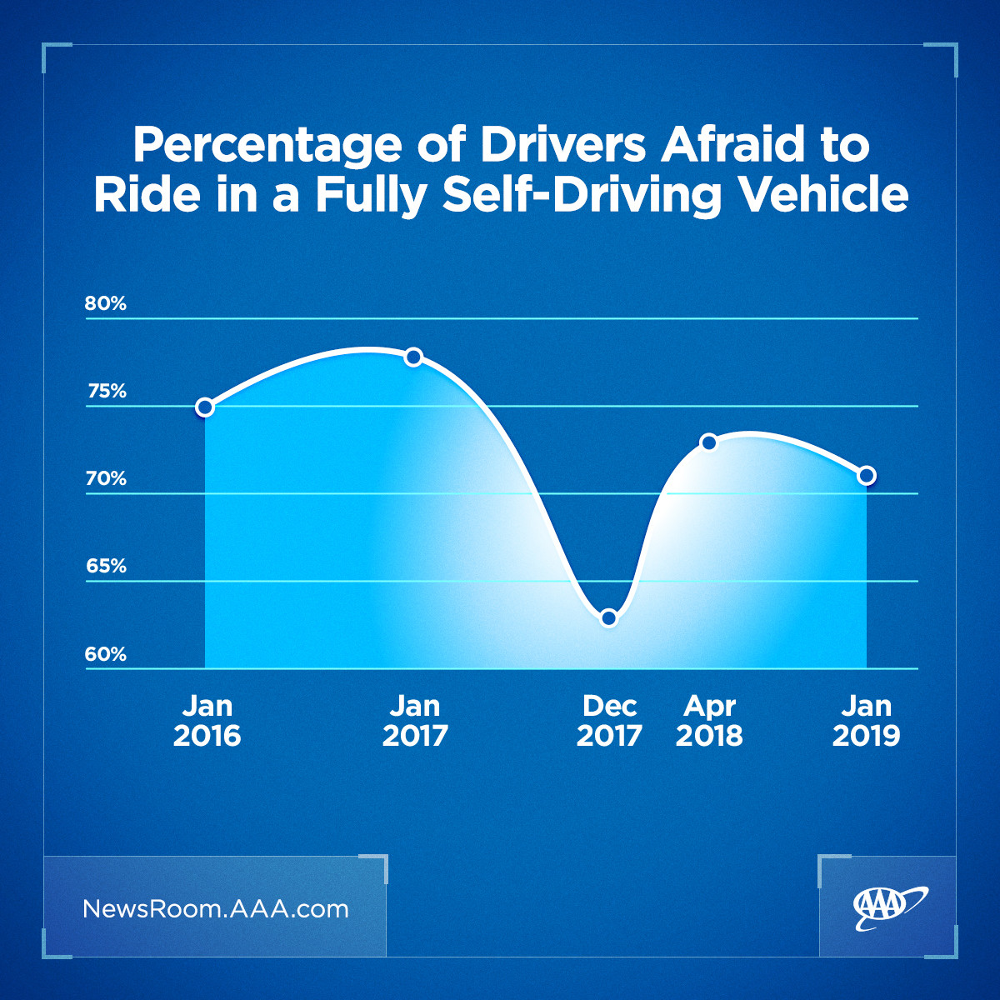 Percentage of Drivers Afraid to
Ride in a Fully Self-Driving Vehicle
80%
75%
70%
65%
60%
Jan
2016
Jan
2017
Dec
2017
Apr
2018
Jan
2019
NewsRoom.AAA.com
AAA